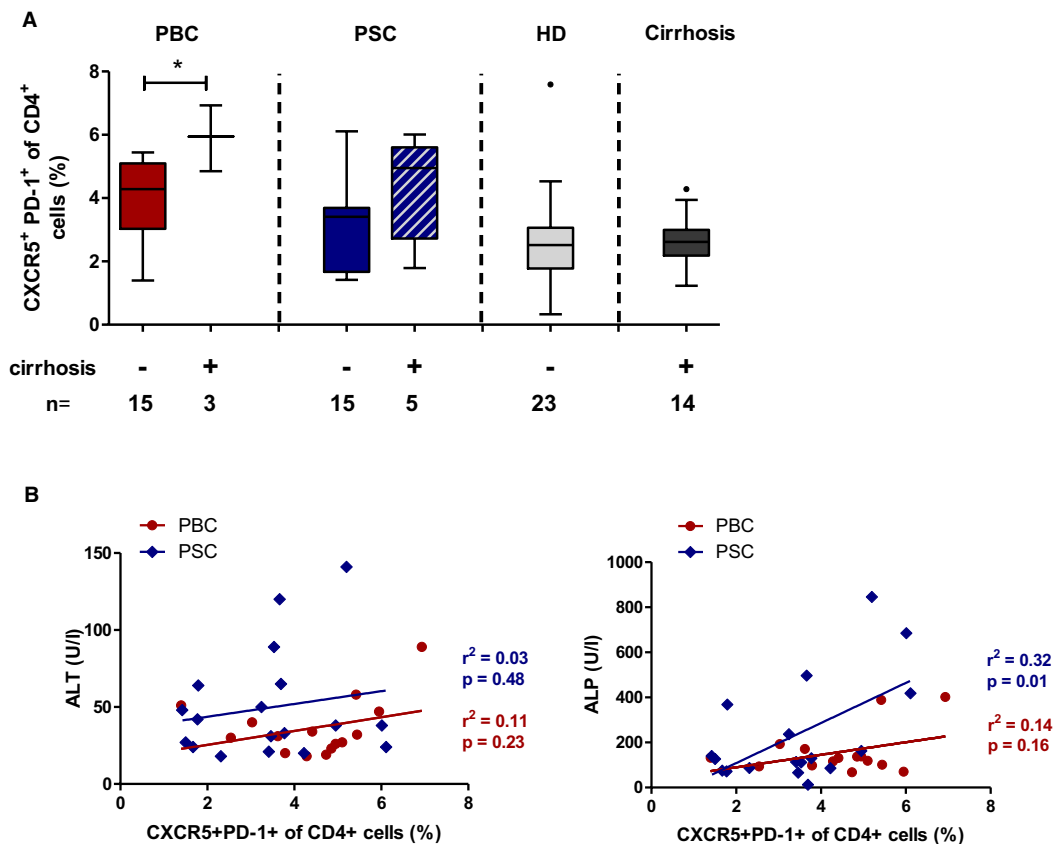 A
PBC PSC HD Cirrhosis
CXCR5+ PD-1+ of CD4+
cells (%)
8
6
4
2
0
*
cirrhosis - + - + - +
n= 15 3 15 5 23 14
B
PBC
PSC
ALT (U/l)
150
100
50
0
0 2 4 6 8
CXCR5+PD-1+ of CD4+ cells (%)
r2 = 0.03
p = 0.48
r2 = 0.11
p = 0.23
PBC
PSC
ALP (U/l)
1000
800
600
400
200
0
0 2 4 6 8
CXCR5+PD-1+ of CD4+ cells (%)
r2 = 0.32
p = 0.01
r2 = 0.14
p = 0.16